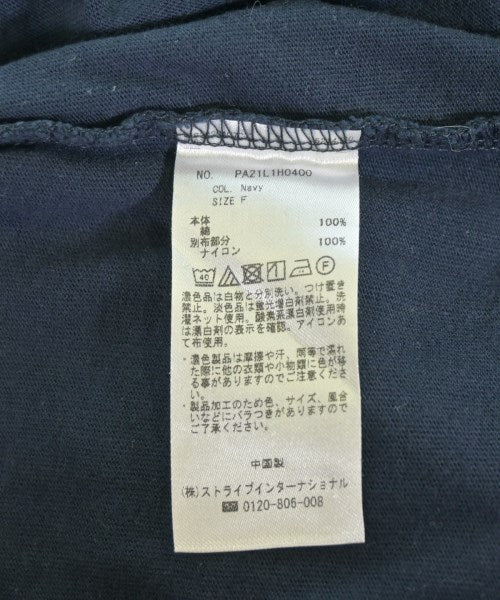 NO. PA21L1H0400
COL. Navy
SIZE F
本体 100%
綿
別布部分 100%
ナイロン
40 F
濃色品は白物と分別洗い。つけ置き
禁止。淡色品は蛍光増白剤禁止。洗
濯ネット使用。酸素系漂白剤使用時
は漂白剤の表示を確認。アイロンあ
て布使用。
・濃色製品は摩擦や汗、雨等で濡れ
た際に他の衣類や小物類に色が移
る事がありますのでご注意くださ
い。
・製品加工のため色、サイズ、風合
いなどにバラつきがありますので
ご了承ください。
中国製
(株)ストライプインターナショナル
0120-806-008